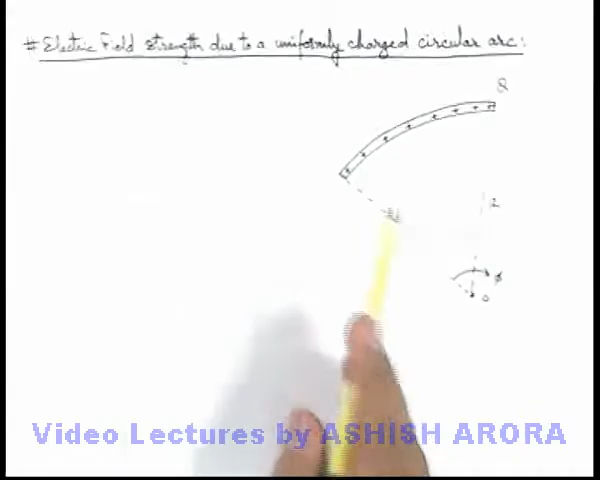 # Electric Field strength due to a uniformly charged circular arc:
Q
R
φ
O
Video Lectures by ASHISH ARORA